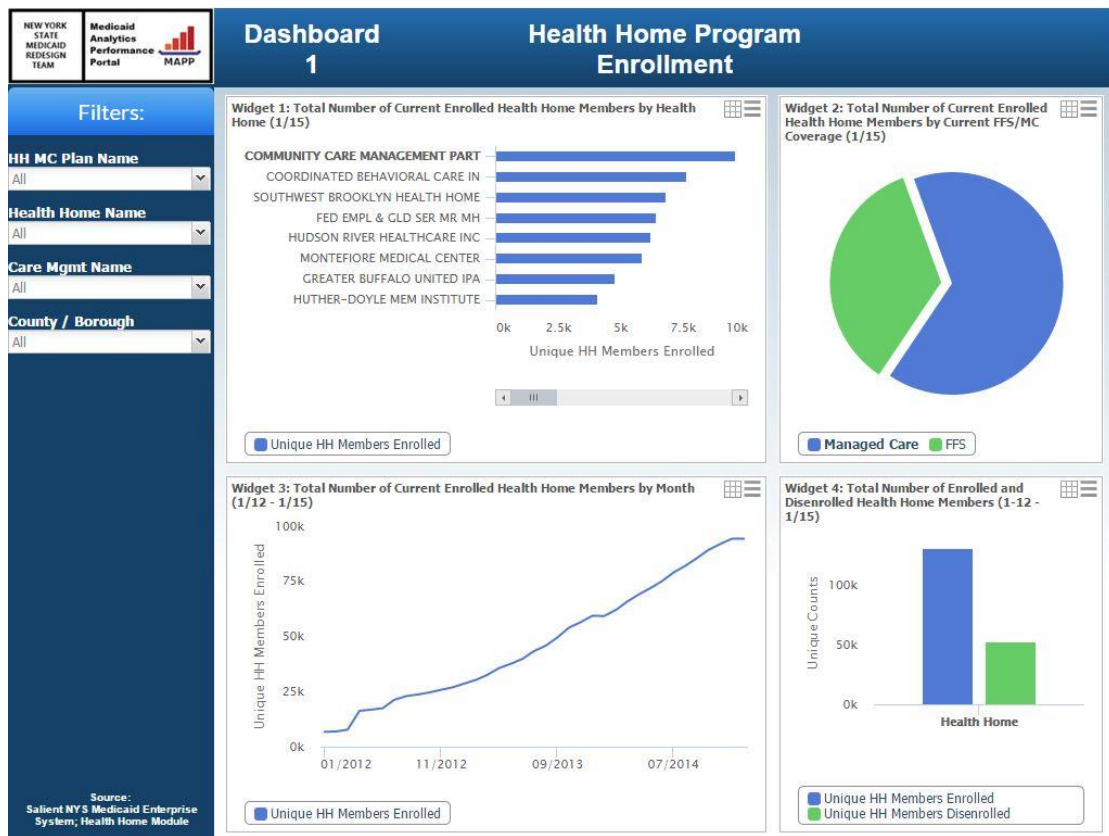 NEW YORK
STATE
MEDICAID
REDESIGN
TEAM
Medicaid
Analytics
Performance
Portal
MAPP
Dashboard
1
Health Home Program
Enrollment
Filters:
HH MC Plan Name
All
Health Home Name
All
Care Mgmt Name
All
County / Borough
All
Source:
Salient NYS Medicaid Enterprise
System; Health Home Module
Widget 1: Total Number of Current Enrolled Health Home Members by Health
Home (1/15)
COMMUNITY CARE MANAGEMENT PART
COORDINATED BEHAVIORAL CARE IN
SOUTHWEST BROOKLYN HEALTH HOME
FED EMPL & GLD SER MR MH
HUDSON RIVER HEALTHCARE INC
MONTEFIORE MEDICAL CENTER
GREATER BUFFALO UNITED IPA
HUTHER-DOYLE MEM INSTITUTE
0k 2.5k 5k 7.5k 10k
Unique HH Members Enrolled
Unique HH Members Enrolled
Widget 2: Total Number of Current Enrolled
Health Home Members by Current FFS/MC
Coverage (1/15)
Managed Care FFS
Widget 3: Total Number of Current Enrolled Health Home Members by Month
(1/12 - 1/15)
Unique HH Members Enrolled
100k
75k
50k
25k
0k
01/2012 11/2012 09/2013 07/2014
Unique HH Members Enrolled
Widget 4: Total Number of Enrolled and
Disenrolled Health Home Members (1-12 -
1/15)
Unique Counts
100k
50k
0k
Health Home
Unique HH Members Enrolled
Unique HH Members Disenrolled